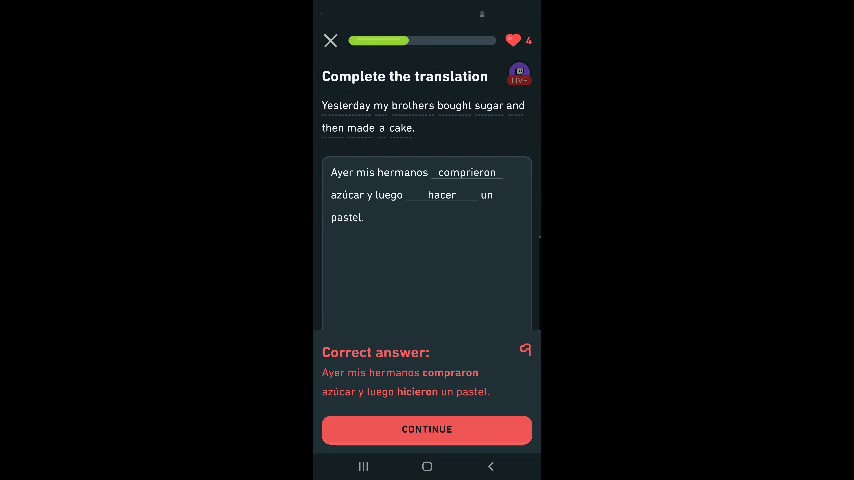 4
Complete the translation
LIVE
Yesterday my brothers bought sugar and
then made a cake.
Ayer mis hermanos comprieron
azúcar y luego hacer un
pastel.
Correct answer:
Ayer mis hermanos compraron
azúcar y luego hicieron un pastel.
CONTINUE